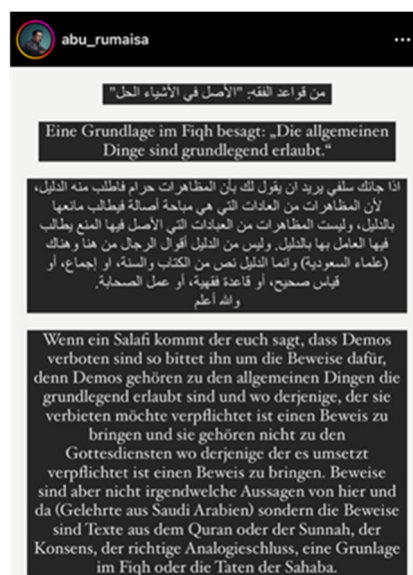 abu_rumaisa
من قواعد الفقه: "الأصل في الأشياء الحل"
Eine Grundlage im Fiqh besagt: „Die allgemeinen
Dinge sind grundlegend erlaubt.“
اذا جائك سلفي يريد ان يقول لك بأن المظاهرات حرام فاطلب منه الدليل،
لأن المظاهرات من العادات التي هي مباحة أصالة فيطالب مانعها
بالدليل، وليست المظاهرات من العبادات التي الأصل فيها المنع يطالب
فيها العامل بها بالدليل. وليس من الدليل أقوال الرجال من هنا وهناك
(علماء السعودية) وانما الدليل نص من الكتاب والسنة، او إجماع، أو
قياس صحيح، أو قاعدة فقهية، أو عمل الصحابة.
والله أعلم
Wenn ein Salafi kommt der euch sagt, dass Demos
verboten sind so bittet ihn um die Beweise dafür,
denn Demos gehören zu den allgemeinen Dingen die
grundlegend erlaubt sind und wo derjenige, der sie
verbieten möchte verpflichtet ist einen Beweis zu
bringen und sie gehören nicht zu den
Gottesdiensten wo derjenige der es umsetzt
verpflichtet ist einen Beweis zu bringen. Beweise
sind aber nicht irgendwelche Aussagen von hier und
da (Gelehrte aus Saudi Arabien) sondern die Beweise
sind Texte aus dem Quran oder der Sunnah, der
Konsens, der richtige Analogieschluss, eine Grunlage
im Fiqh oder die Taten der Sahaba.